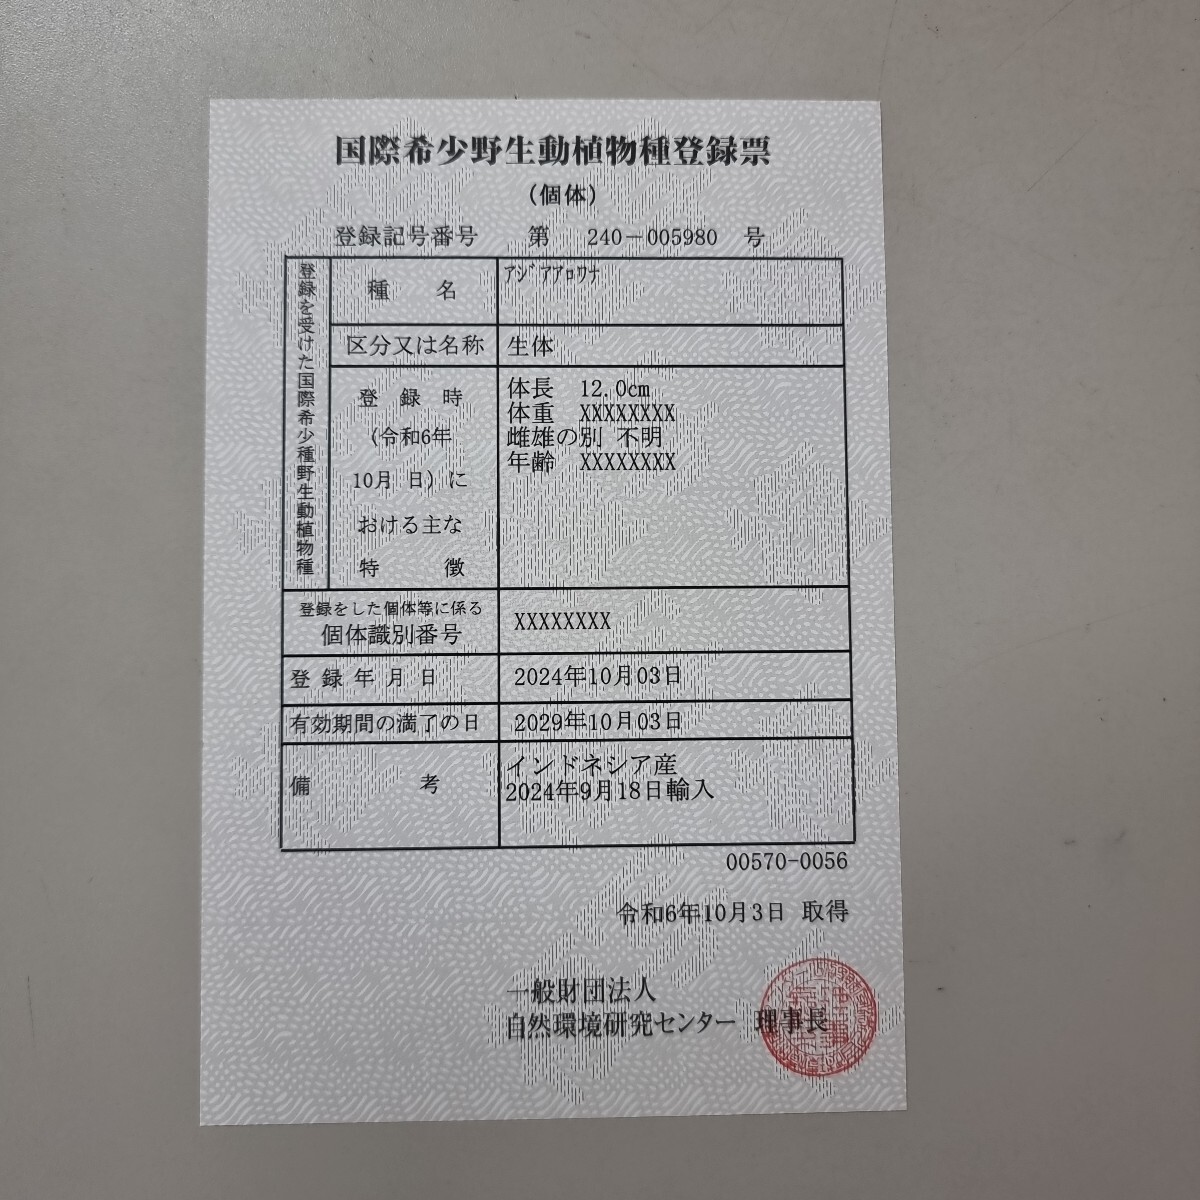 国際希少野生動植物種登録票
（個体）
登録記号番号 第 240－005980 号
登録を受けた国際希少種野生動植物種
種 名 ｱｼﾞｱｱﾛﾜﾅ
区分又は名称 生体
登 録 時
（令和6年
10月 日）に
おける主な
特 徴
体長 12.0cm
体重 XXXXXXXX
雌雄の別 不明
年齢 XXXXXXXX
登録をした個体等に係る
個体識別番号 XXXXXXXX
登 録 年 月 日 2024年10月03日
有効期間の満了の日 2029年10月03日
備 考
インドネシア産
2024年9月18日輸入
00570-0056
令和6年10月3日 取得
一般財団法人
自然環境研究センター 理事長